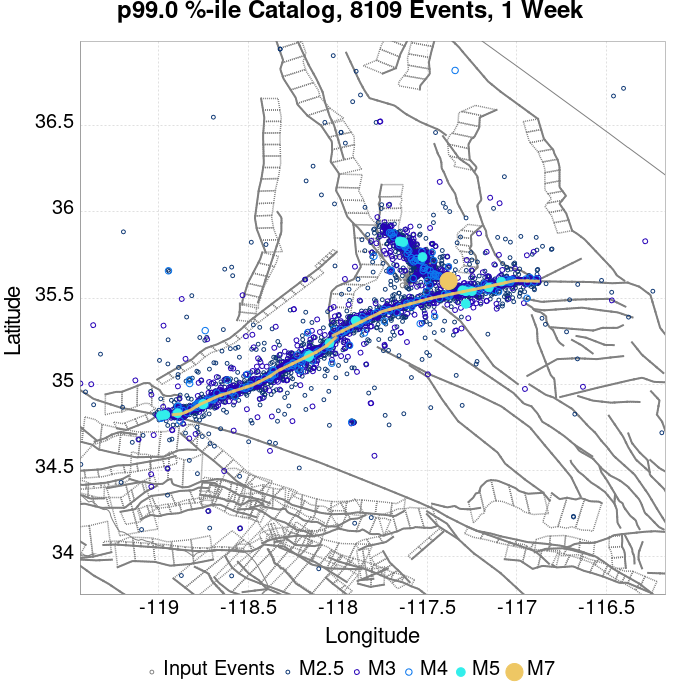 p99.0 %-ile Catalog, 8109 Events, 1 Week
36.5
36
35.5
35
34.5
34
Latitude
-119
-118.5
-118
-117.5
-117
-116.5
Longitude
Input Events
M2.5
M3
M4
M5
M7